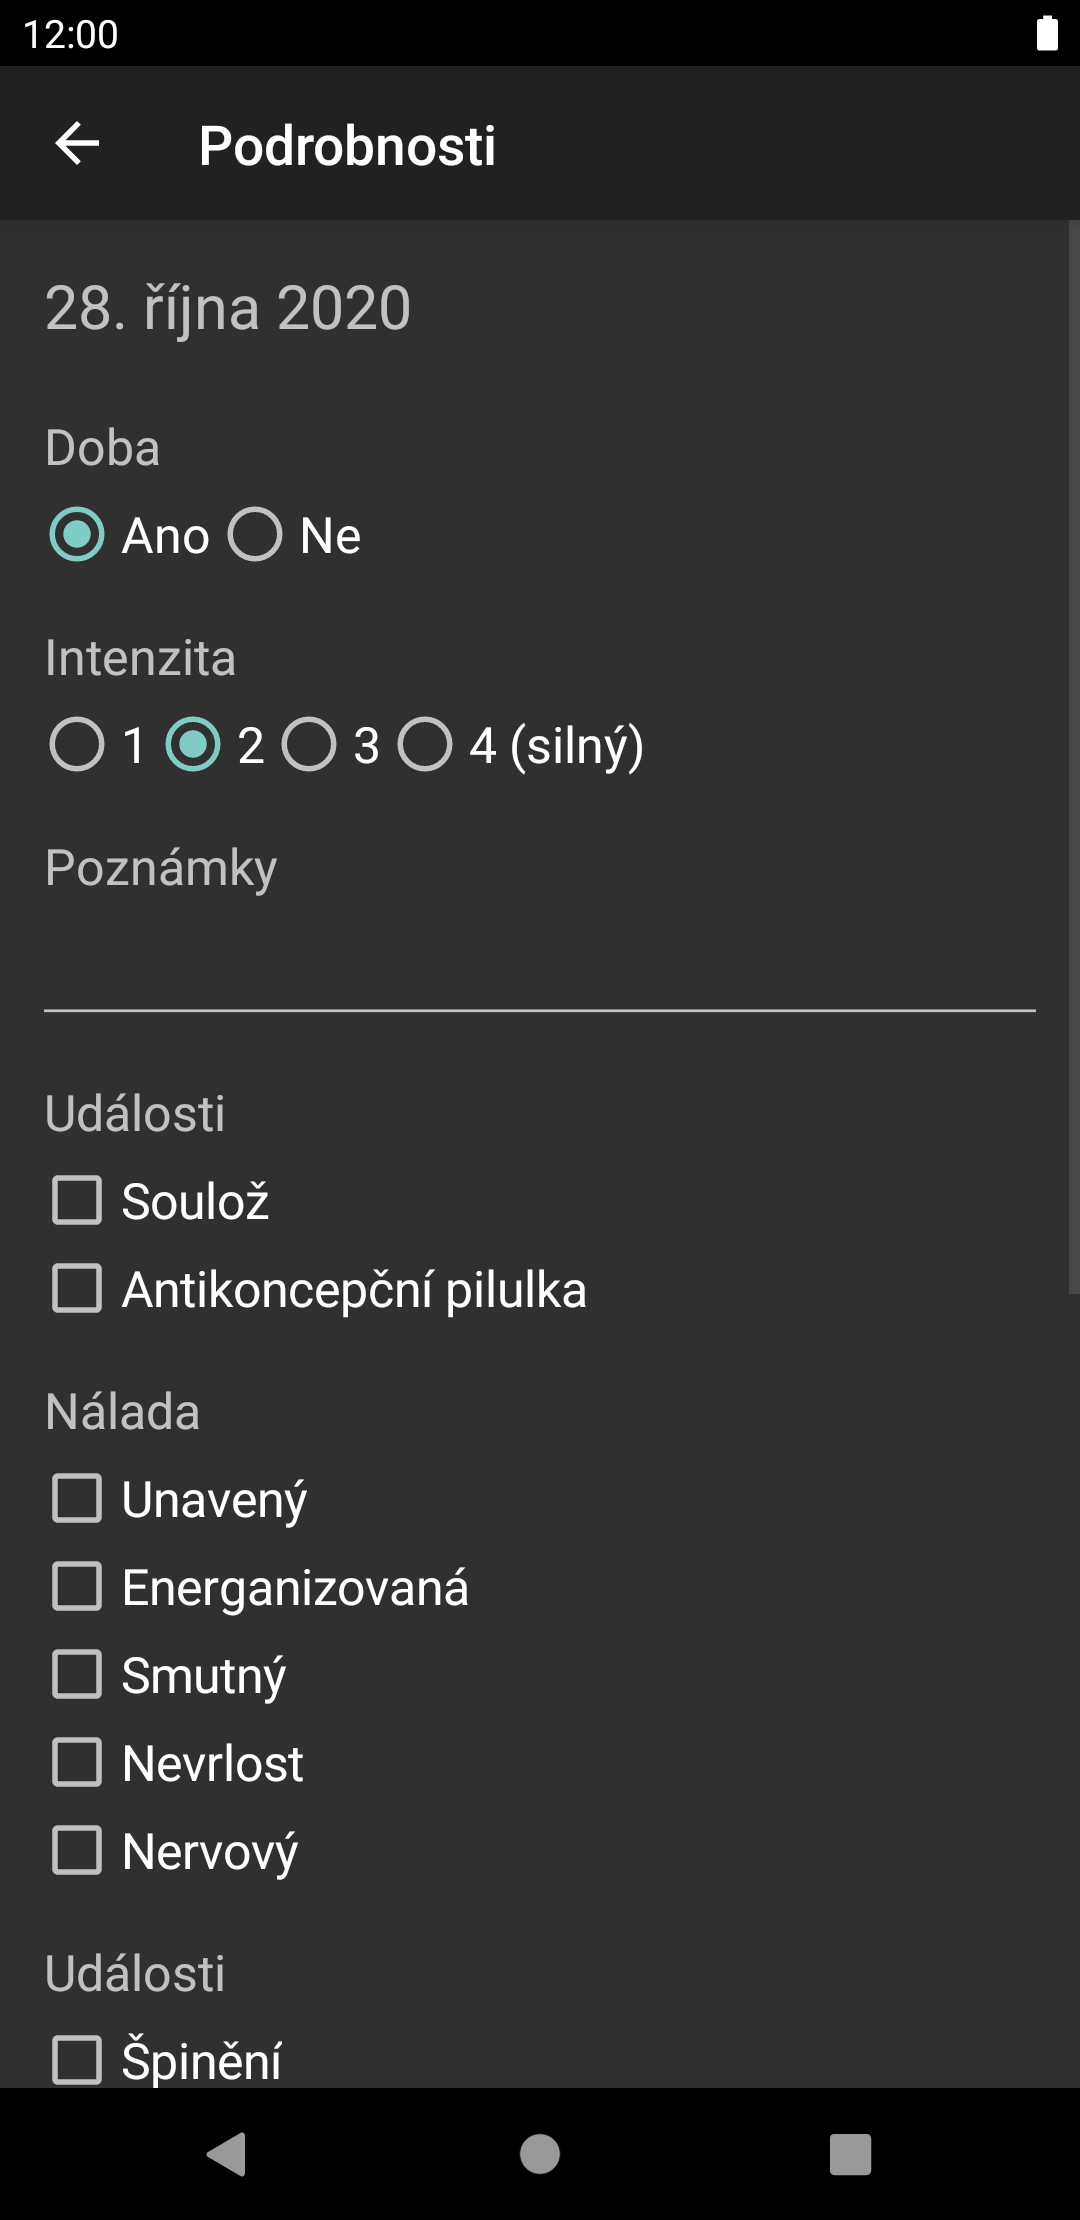 12:00
Podrobnosti
28. října 2020
Doba
Ano Ne
Intenzita
1 2 3 4 (silný)
Poznámky
Události
Soulož
Antikoncepční pilulka
Nálada
Unavený
Energanizovaná
Smutný
Nevrlost
Nervový
Události
Špinění